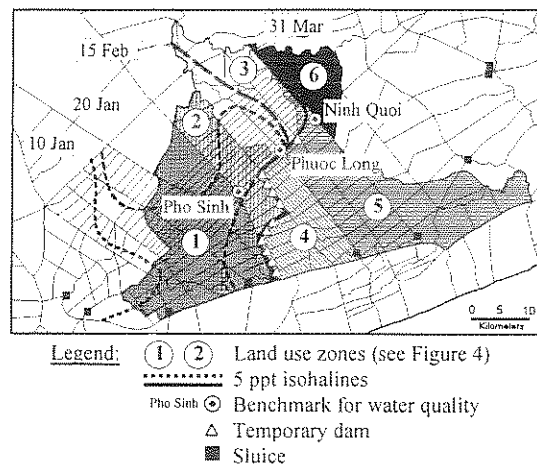 31 Mar
15 Feb
3
6
20 Jan
Ninh Quoi
2
10 Jan
Phuoc Long
Pho Sinh
5
1
4
0 5 10
Kilometers
Legend: 1 2 Land use zones (see Figure 4)
5 ppt isohalines
Pho Sinh Benchmark for water quality
Temporary dam
Sluice